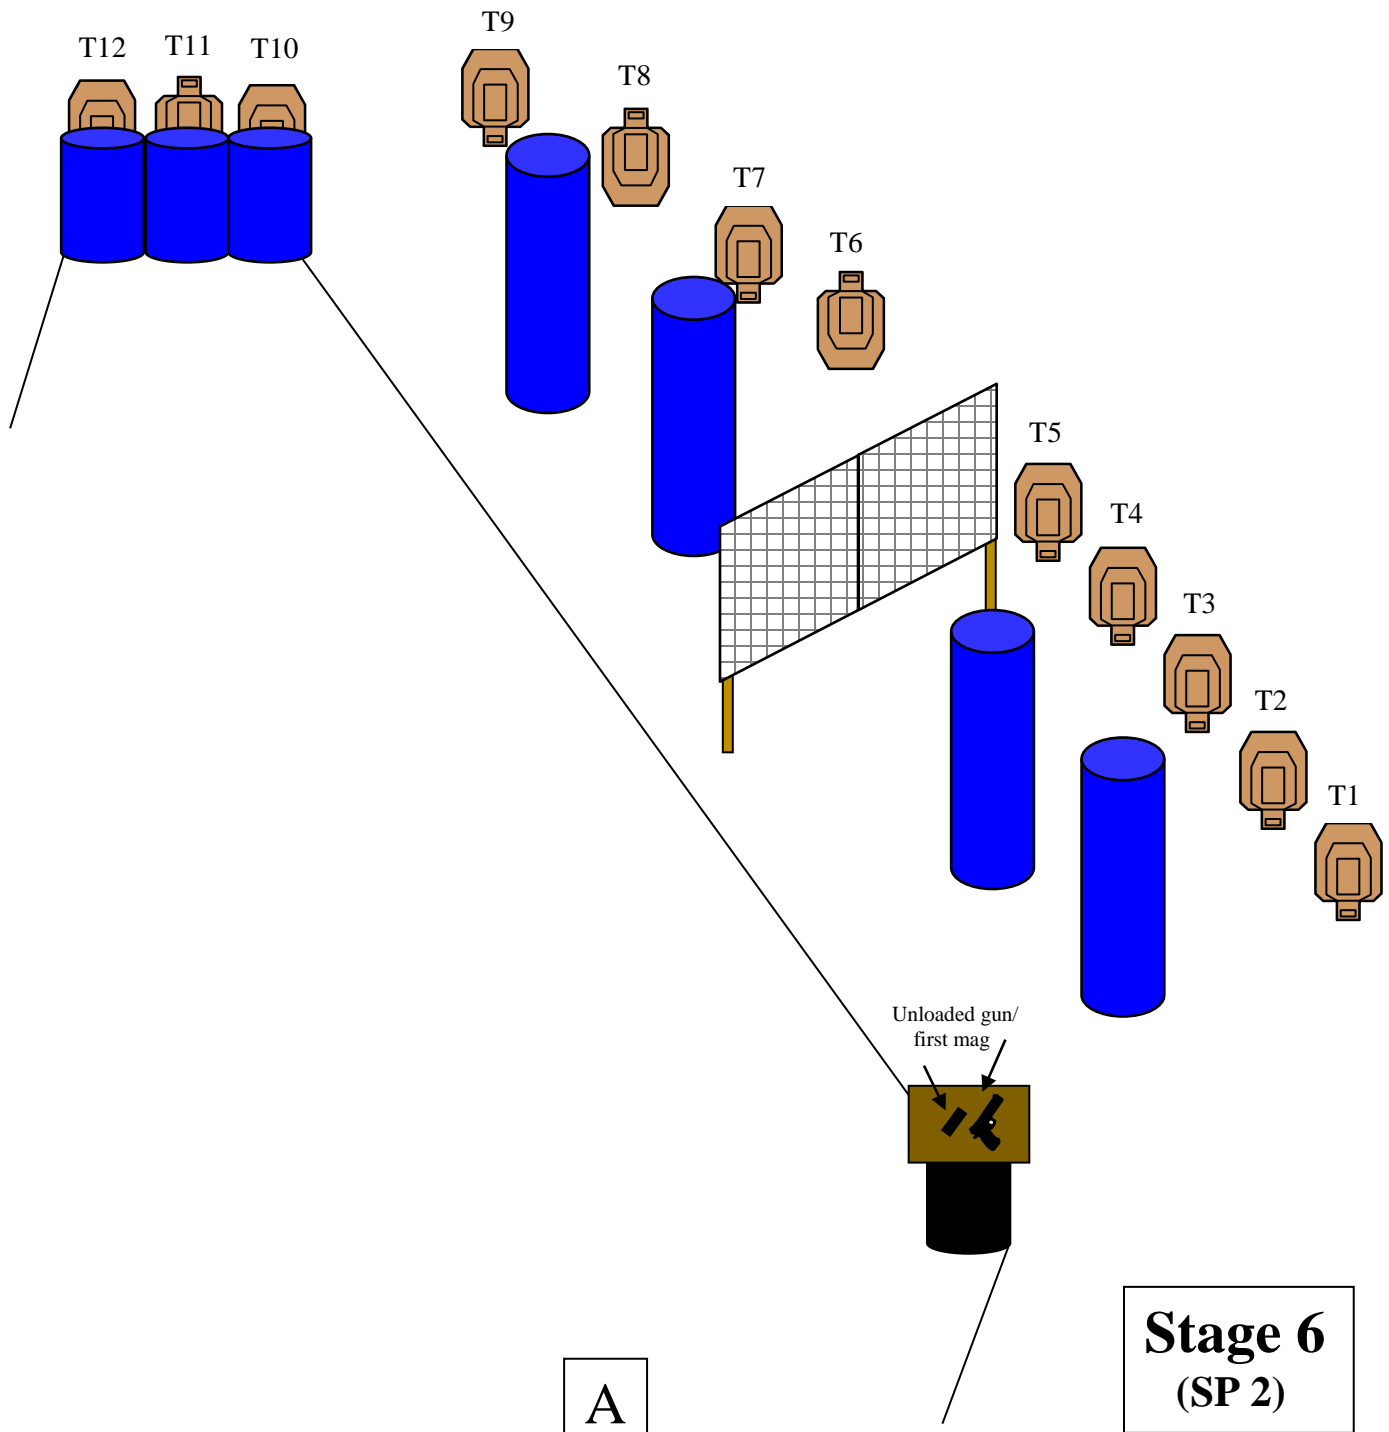 T9
T12
T11
T10
T8
T7
T6
T5
T4
T3
T2
T1
Unloaded gun/
first mag
Stage 6
(SP 2)
A